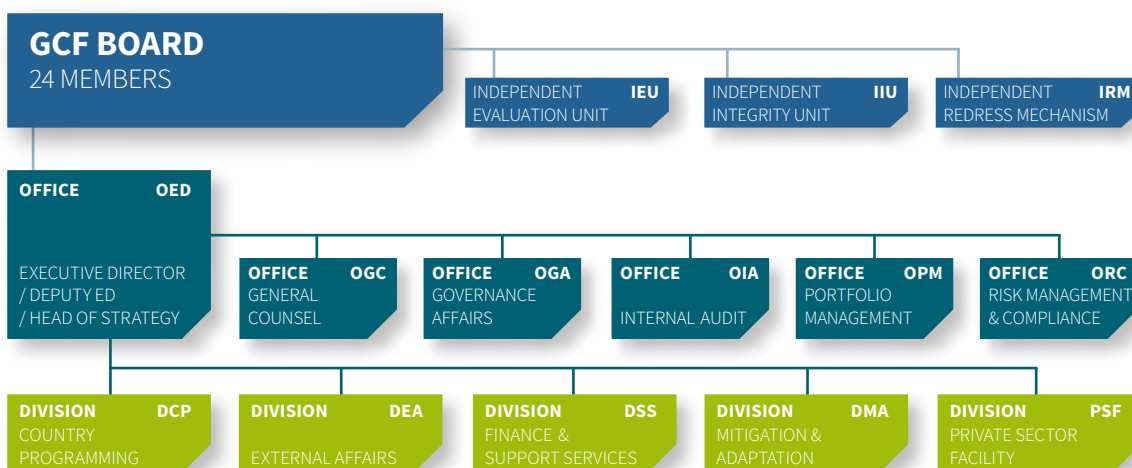 GCF BOARD
24 MEMBERS
INDEPENDENT IEU
EVALUATION UNIT
INDEPENDENT IIU
INTEGRITY UNIT
INDEPENDENT IRM
REDRESS MECHANISM
OFFICE OED
EXECUTIVE DIRECTOR
/ DEPUTY ED
/ HEAD OF STRATEGY
OFFICE OGC
GENERAL
COUNSEL
OFFICE OGA
GOVERNANCE
AFFAIRS
OFFICE OIA
INTERNAL AUDIT
OFFICE OPM
PORTFOLIO
MANAGEMENT
OFFICE ORC
RISK MANAGEMENT
& COMPLIANCE
DIVISION DCP
COUNTRY
PROGRAMMING
DIVISION DEA
EXTERNAL AFFAIRS
DIVISION DSS
FINANCE &
SUPPORT SERVICES
DIVISION DMA
MITIGATION &
ADAPTATION
DIVISION PSF
PRIVATE SECTOR
FACILITY